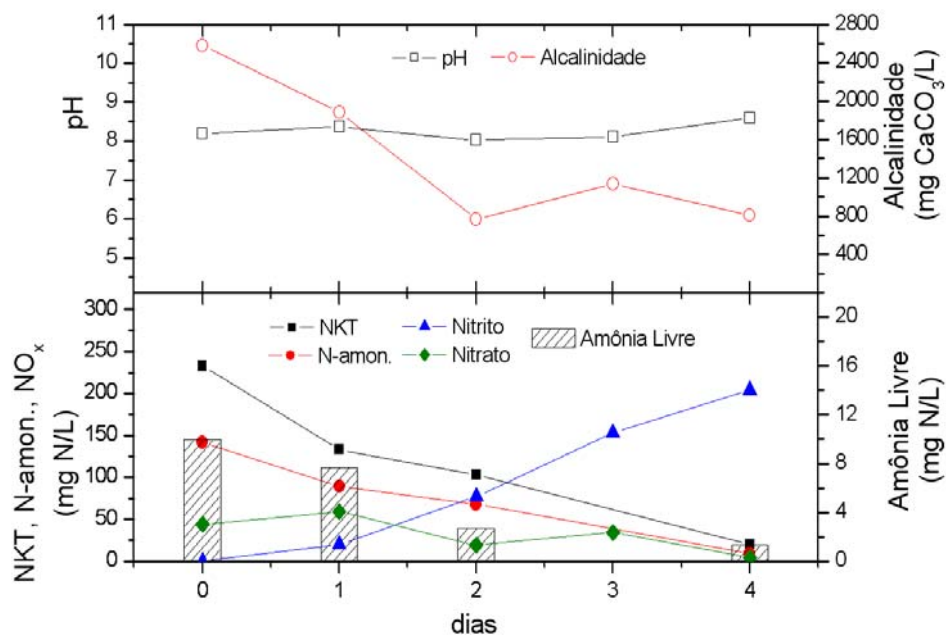 11
10
9
8
7
6
5
pH
pH
Alcalinidade
2800
2400
2000
1600
1200
800
400
Alcalinidade
(mg CaCO3/L)
300
250
200
150
100
50
0
NKT, N-amon., NOx
(mg N/L)
NKT
N-amon.
Nitrito
Nitrato
Amônia Livre
20
16
12
8
4
0
Amônia Livre
(mg N/L)
0 1 2 3 4
dias